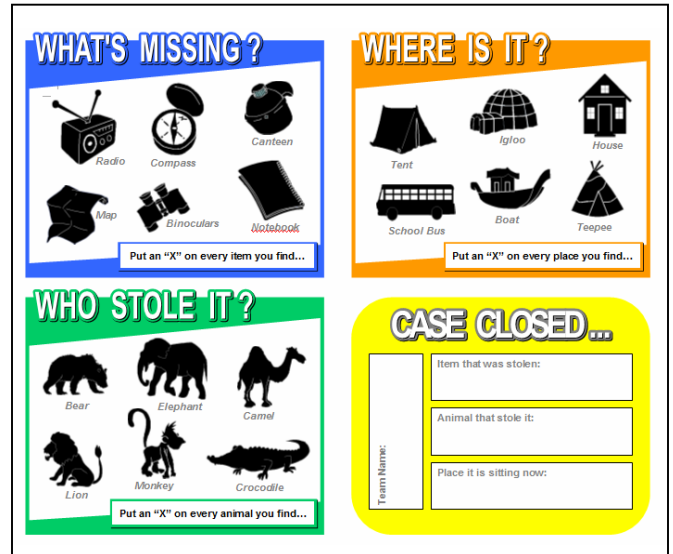 WHAT'S MISSING ?
Radio
Compass
Canteen
Map
Binoculars
Notebook
Put an “X” on every item you find…
WHERE IS IT ?
Tent
Igloo
House
School Bus
Boat
Teepee
Put an “X” on every place you find…
WHO STOLE IT ?
Bear
Elephant
Camel
Lion
Monkey
Crocodile
Put an “X” on every animal you find…
CASE CLOSED…
Team Name:
Item that was stolen:
Animal that stole it:
Place it is sitting now: